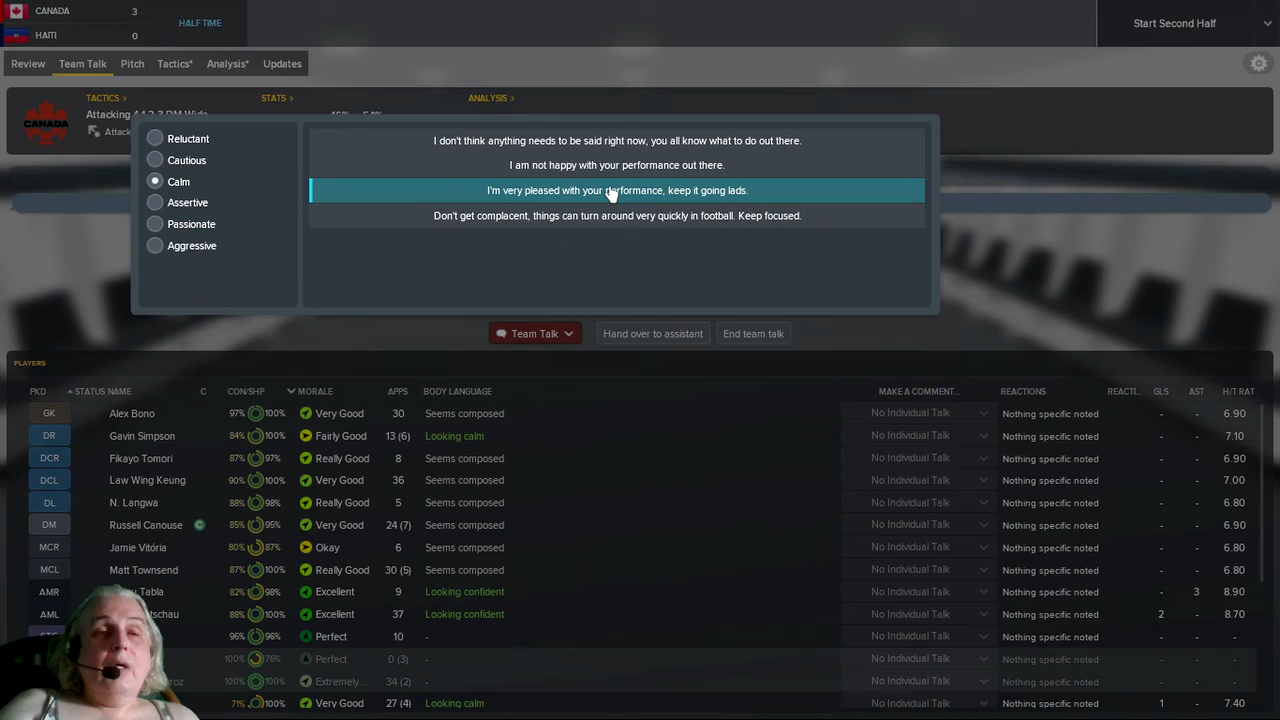 CANADA 3
HAITI 0
HALF TIME
Start Second Half
Review Team Talk Pitch Tactics* Analysis* Updates
TACTICS > STATS > ANALYSIS >
Attacking 4-1-2-3 DM Wide 46% 54%
Attack
Reluctant
Cautious
Calm
Assertive
Passionate
Aggressive
I don't think anything needs to be said right now, you all know what to do out there.
I am not happy with your performance out there.
I'm very pleased with your performance, keep it going lads.
Don't get complacent, things can turn around very quickly in football. Keep focused.
Team Talk Hand over to assistant End team talk
PLAYERS
PKD STATUS NAME C CON/SHP MORALE APPS BODY LANGUAGE MAKE A COMMENT... REACTIONS REACTI... GLS AST H/T RAT
GK Alex Bono 97% 100% Very Good 30 Seems composed No Individual Talk Nothing specific noted - - 6.90
DR Gavin Simpson 84% 100% Fairly Good 13 (6) Looking calm No Individual Talk Nothing specific noted - - 7.10
DCR Fikayo Tomori 87% 97% Really Good 8 Seems composed No Individual Talk Nothing specific noted - - 6.90
DCL Law Wing Keung 90% 100% Very Good 36 Seems composed No Individual Talk Nothing specific noted - - 7.00
DL N. Langwa 88% 98% Really Good 5 Seems composed No Individual Talk Nothing specific noted - - 6.80
DM Russell Canouse C 85% 95% Very Good 24 (7) Seems composed No Individual Talk Nothing specific noted - - 6.90
MCR Jamie Vitória 80% 87% Okay 6 Seems composed No Individual Talk Nothing specific noted - - 6.80
MCL Matt Townsend 87% 100% Really Good 30 (5) Seems composed No Individual Talk Nothing specific noted - - 6.80
AMR Tabla 82% 98% Excellent 9 Looking confident No Individual Talk Nothing specific noted - 3 8.90
AML 88% 100% Excellent 37 Looking confident No Individual Talk Nothing specific noted 2 - 8.70
96% 96% Perfect 10 - No Individual Talk Nothing specific noted - - -
100% 76% Perfect 0 (3) - No Individual Talk Nothing specific noted - - -
100% 100% Extremely... 34 (2) - No Individual Talk Nothing specific noted - - -
71% 100% Very Good 27 (4) Looking calm No Individual Talk Nothing specific noted 1 - 7.40